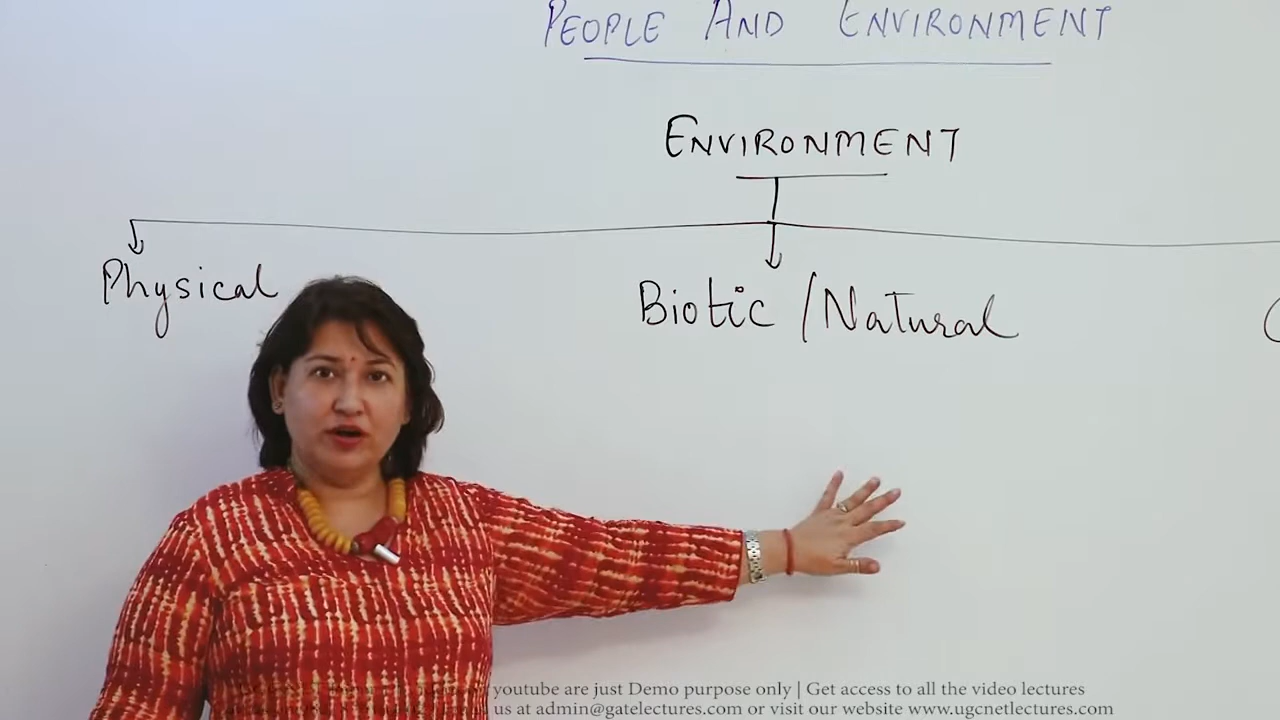 PEOPLE AND ENVIRONMENT
ENVIRONMENT
Physical
Biotic / Natural
youtube are just Demo purpose only | Get access to all the video lectures
us at admin@gatelectures.com or visit our website www.ugcnetlectures.com